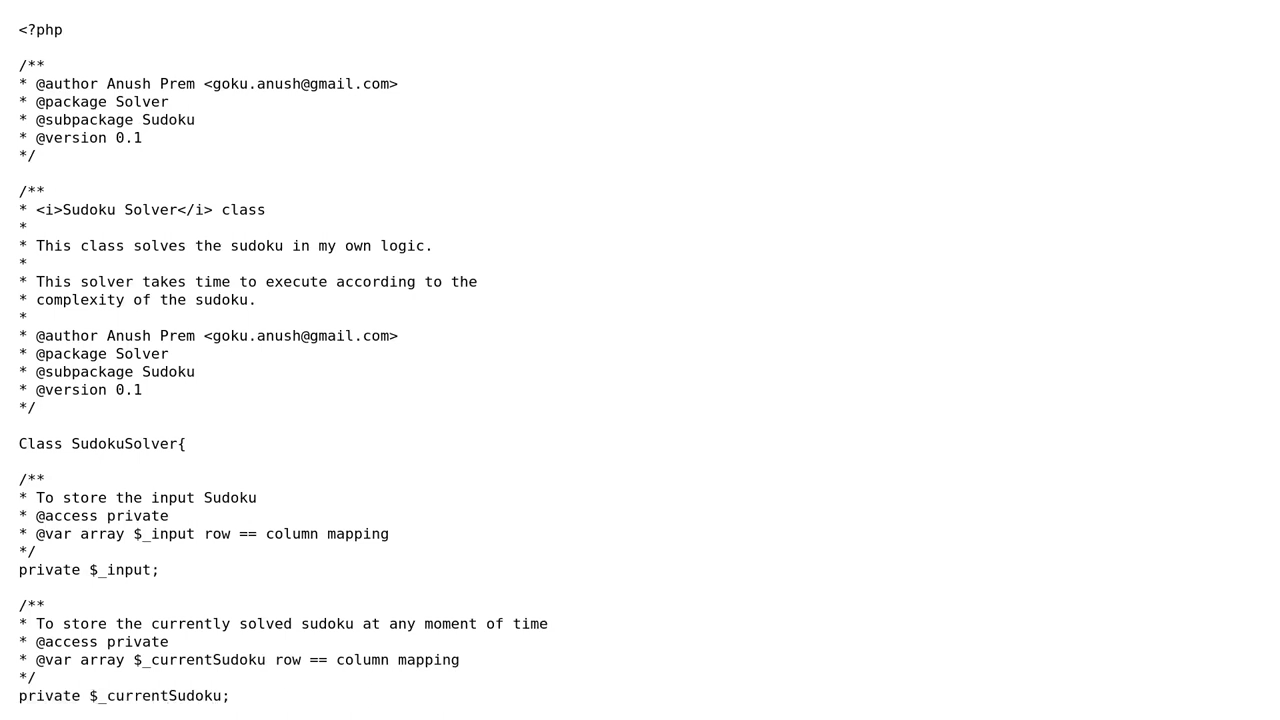 <?php
/**
* @author Anush Prem <goku.anush@gmail.com>
* @package Solver
* @subpackage Sudoku
* @version 0.1
*/
/**
* <i>Sudoku Solver</i> class
*
* This class solves the sudoku in my own logic.
*
* This solver takes time to execute according to the
* complexity of the sudoku.
*
* @author Anush Prem <goku.anush@gmail.com>
* @package Solver
* @subpackage Sudoku
* @version 0.1
*/
Class SudokuSolver{
/**
* To store the input Sudoku
* @access private
* @var array $_input row == column mapping
*/
private $_input;
/**
* To store the currently solved sudoku at any moment of time
* @access private
* @var array $_currentSudoku row == column mapping
*/
private $_currentSudoku;